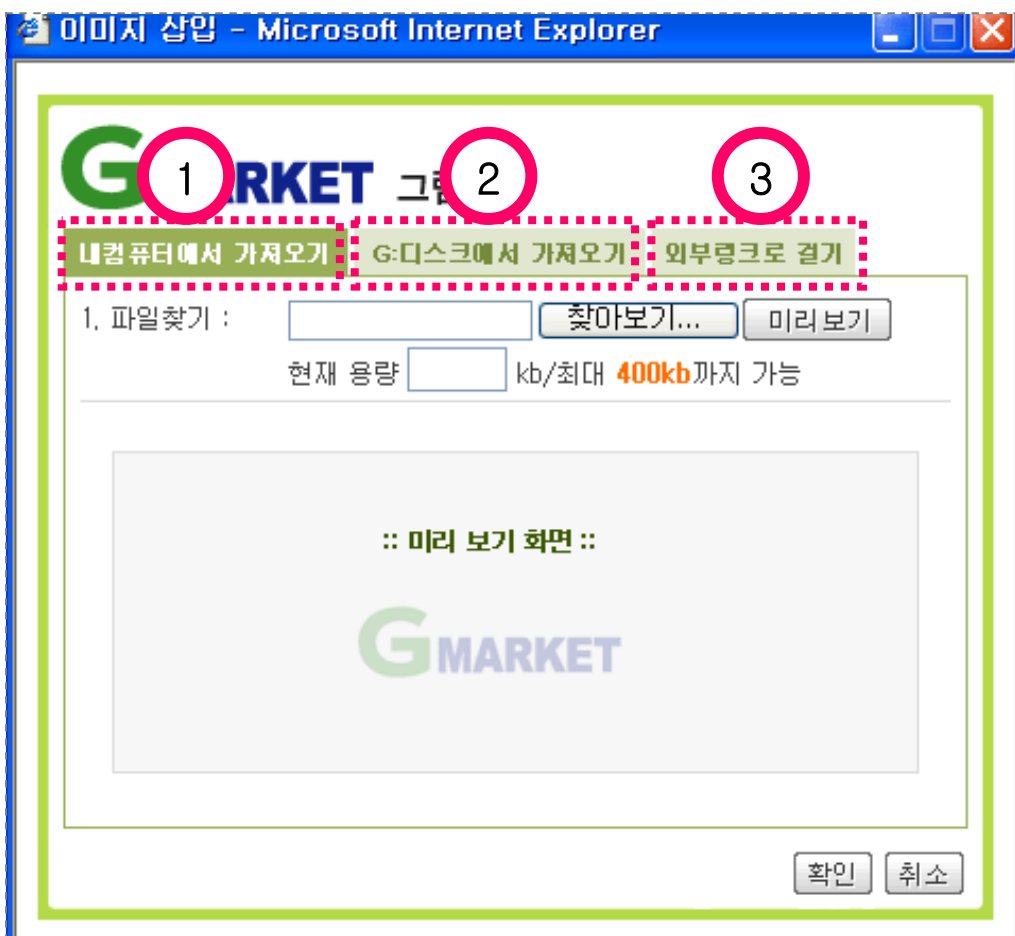 이미지 삽입 - Microsoft Internet Explorer
1 2 3
G RKET 그림
내컴퓨터에서 가져오기 G:디스크에서 가져오기 외부링크로 걸기
1. 파일찾기 : 찾아보기... 미리보기
현재 용량 kb/최대 400kb까지 가능
:: 미리 보기 화면 ::
GMARKET
확인 취소